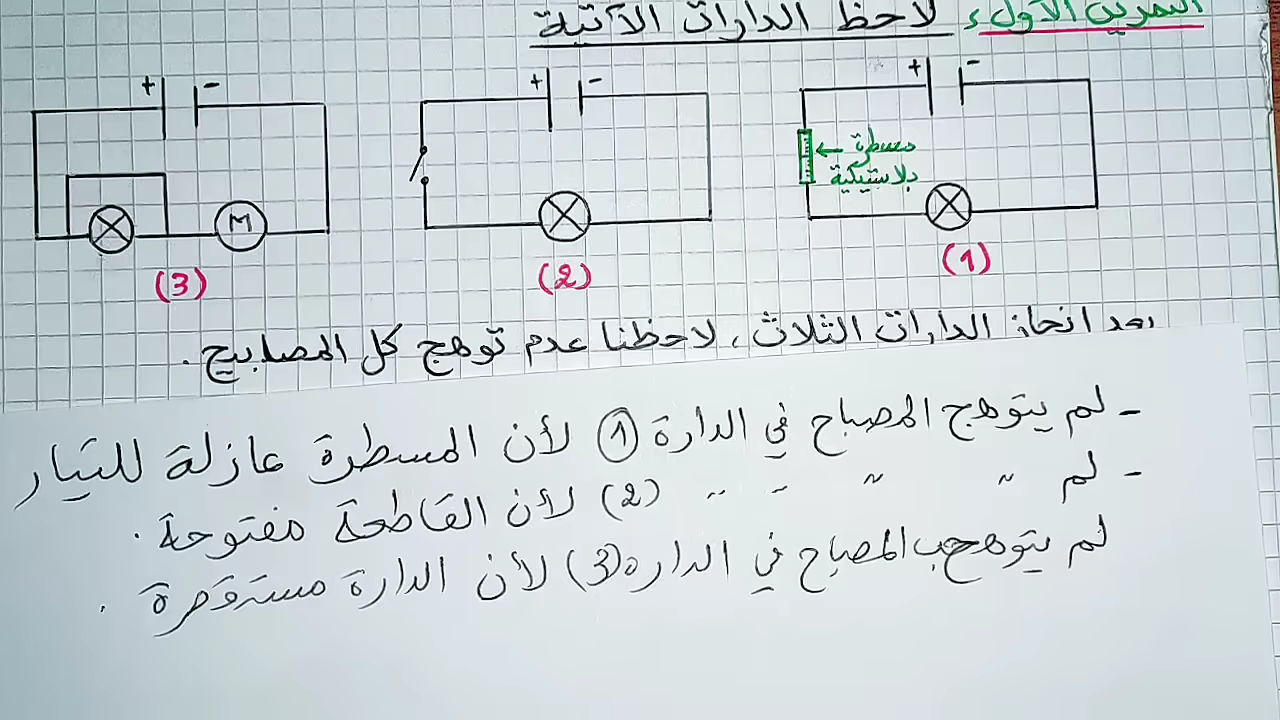 التمرين الأول، لاحظ الدارات الآتية
+ - + - + -
مسطرة
بلاستيكية
M
(1)
(2)
(3)
بعد انجاز الدارات الثلاث، لاحظنا عدم توهج كل المصابيح.
- لم يتوهج المصباح في الدارة (1) لأن المسطرة عازلة للتيار
- لم " " " " (2) لأن القاطعة مفتوحة.
لم يتوهج المصباح في الداره (3) لأن الدارة مستقصرة.